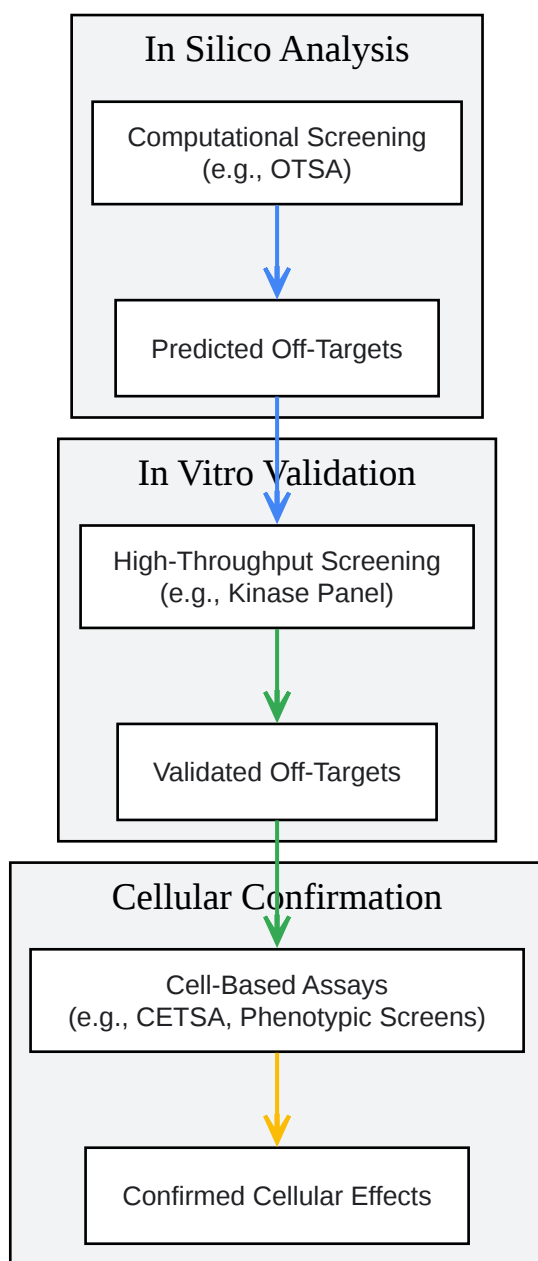 In Silico Analysis
Computational Screening
(e.g., OTSA)
Predicted Off-Targets
In Vitro Validation
High-Throughput Screening
(e.g., Kinase Panel)
Validated Off-Targets
Cellular Confirmation
Cell-Based Assays
(e.g., CETSA, Phenotypic Screens)
Confirmed Cellular Effects